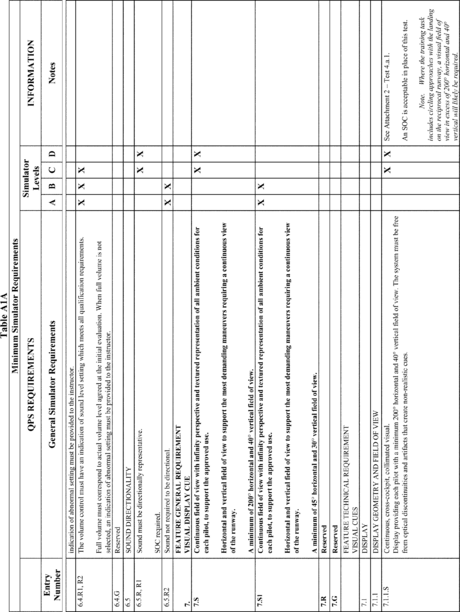 Table A1A
Minimum Simulator Requirements
QPS REQUIREMENTS
Simulator Levels
INFORMATION
Entry Number
General Simulator Requirements
A B C D
Notes
indication of abnormal setting must be provided to the instructor.
6.4.R1, R2
The volume control must have an indication of sound level setting which meets all qualification requirements.
X X X
Full volume must correspond to actual volume level agreed at the initial evaluation. When full volume is not
selected, an indication of abnormal setting must be provided to the instructor.
6.4.G
Reserved
6.5
SOUND DIRECTIONALITY
6.5.R, R1
Sound must be directionally representative.
X X
SOC required.
6.5.R2
Sound not required to be directional.
X X
7.
FEATURE GENERAL REQUIREMENT
VISUAL DISPLAY CUE
7.S
Continuous field of view with infinity perspective and textured representation of all ambient conditions for
each pilot, to support the approved use.
X X
Horizontal and vertical field of view to support the most demanding maneuvers requiring a continuous view
of the runway.
A minimum of 200° horizontal and 40° vertical field of view.
7.S1
Continuous field of view with infinity perspective and textured representation of all ambient conditions for
each pilot, to support the approved use.
X X
Horizontal and vertical field of view to support the most demanding maneuvers requiring a continuous view
of the runway.
A minimum of 45° horizontal and 30° vertical field of view.
7.R
Reserved
7.G
Reserved
FEATURE TECHNICAL REQUIREMENT
VISUAL CUES
7.1
DISPLAY
7.1.1
DISPLAY GEOMETRY AND FIELD OF VIEW
7.1.1.S
Continuous, cross-cockpit, collimated visual.
Display providing each pilot with a minimum 200° horizontal and 40° vertical field of view. The system must be free
from optical discontinuities and artifacts that create non-realistic cues.
X X
See Attachment 2 – Test 4.a.1.
An SOC is acceptable in place of this test.
Note. Where the training task
includes circling approaches with the landing
on the reciprocal runway, a visual field of
view in excess of 200° horizontal and 40°
vertical will likely be required.